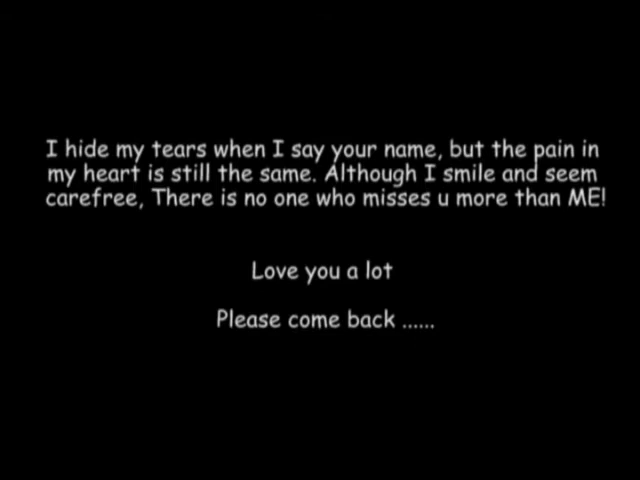 I hide my tears when I say your name, but the pain in
my heart is still the same. Although I smile and seem
carefree, There is no one who misses u more than ME!
Love you a lot
Please come back ......